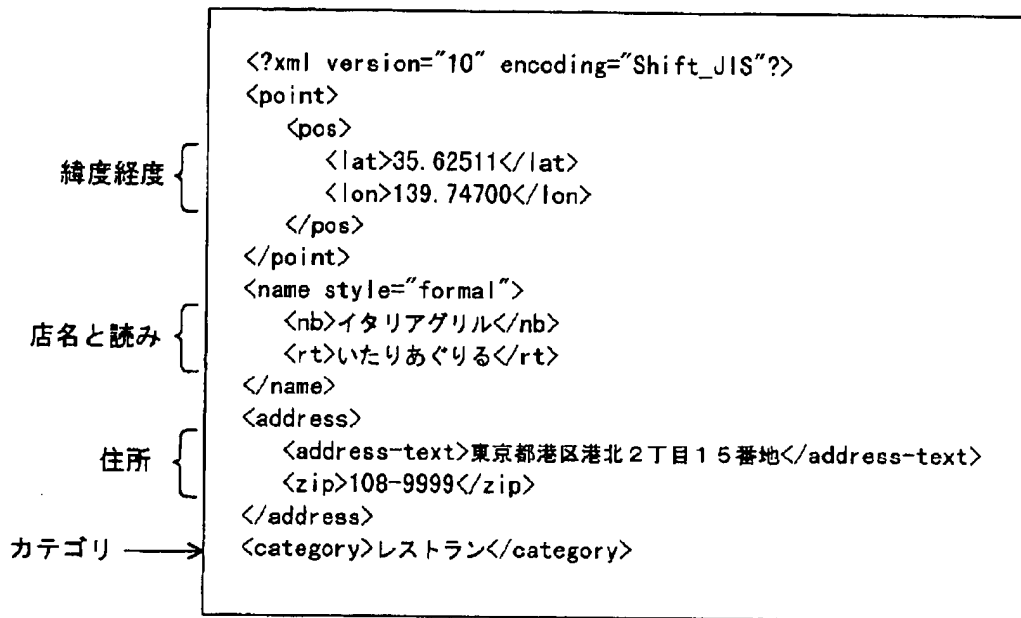 <?xml version="10" encoding="Shift_JIS"?>
<point>
<pos>
緯度経度
<lat>35.62511</lat>
<lon>139.74700</lon>
</pos>
</point>
<name style="formal">
店名と読み
<nb>イタリアグリル</nb>
<rt>いたりあぐりる</rt>
</name>
<address>
住所
<address-text>東京都港区港北2丁目15番地</address-text>
<zip>108-9999</zip>
</address>
カテゴリ
<category>レストラン</category>